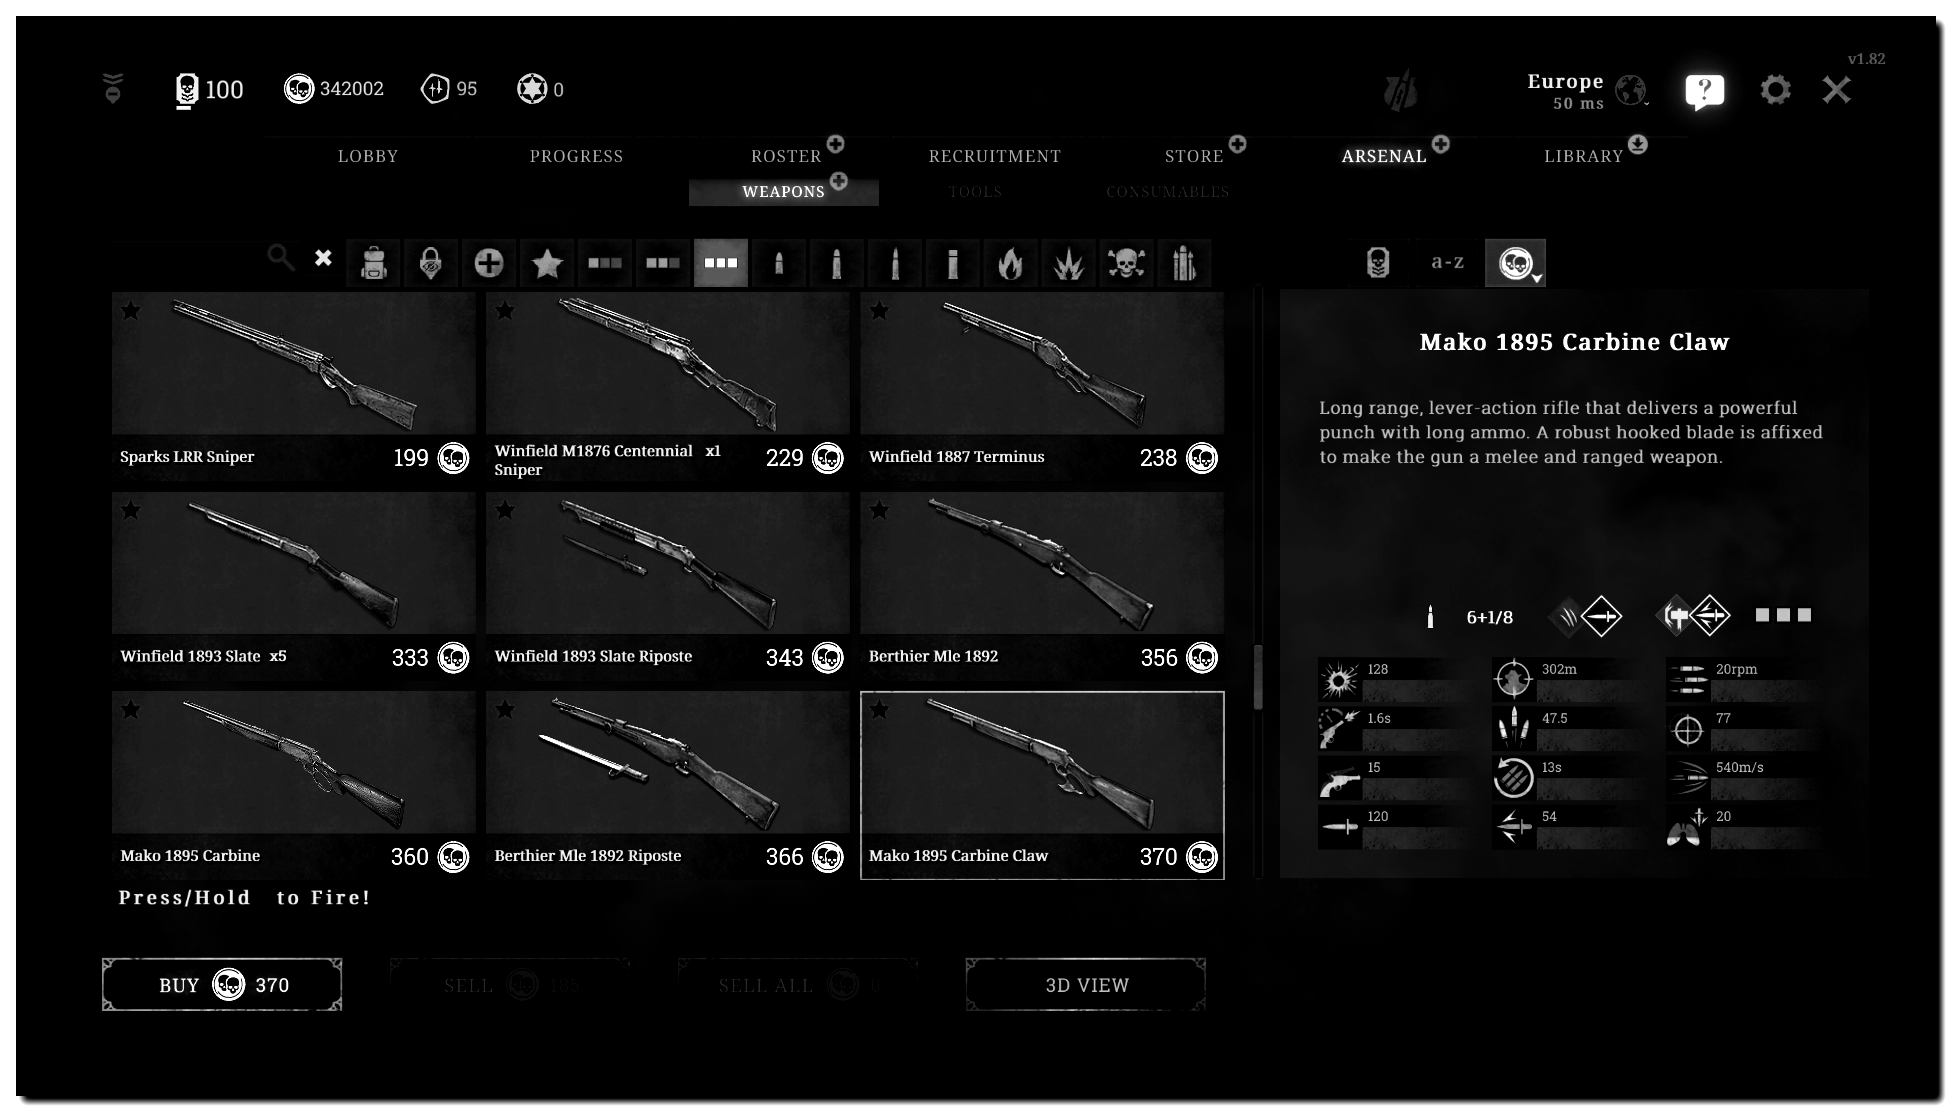 v1.82
100
342002
95
0
Europe
50 ms
?
LOBBY
PROGRESS
ROSTER
RECRUITMENT
STORE
ARSENAL
LIBRARY
WEAPONS
TOOLS
CONSUMABLES
a-z
Sparks LRR Sniper
199
Winfield M1876 Centennial x1
Sniper
229
Winfield 1887 Terminus
238
Winfield 1893 Slate x5
333
Winfield 1893 Slate Riposte
343
Berthier Mle 1892
356
Mako 1895 Carbine
360
Berthier Mle 1892 Riposte
366
Mako 1895 Carbine Claw
370
Mako 1895 Carbine Claw
Long range, lever-action rifle that delivers a powerful
punch with long ammo. A robust hooked blade is affixed
to make the gun a melee and ranged weapon.
6+1/8
128
302m
20rpm
1.6s
47.5
77
15
13s
540m/s
120
54
20
Press/Hold to Fire!
BUY 370
SELL 185
SELL ALL 0
3D VIEW